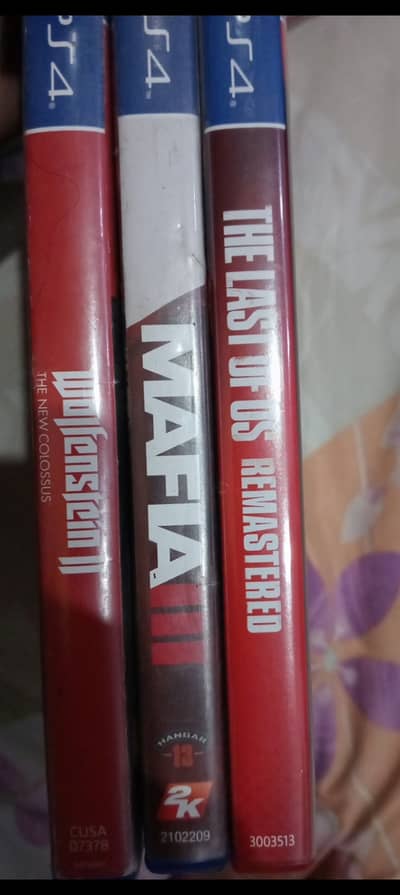 PS4
Wolfenstein II
THE NEW COLOSSUS
CUSA
07378
PS4
MAFIA III
HANGAR
13
2K
2102209
PS4
THE LAST OF US REMASTERED
3003513